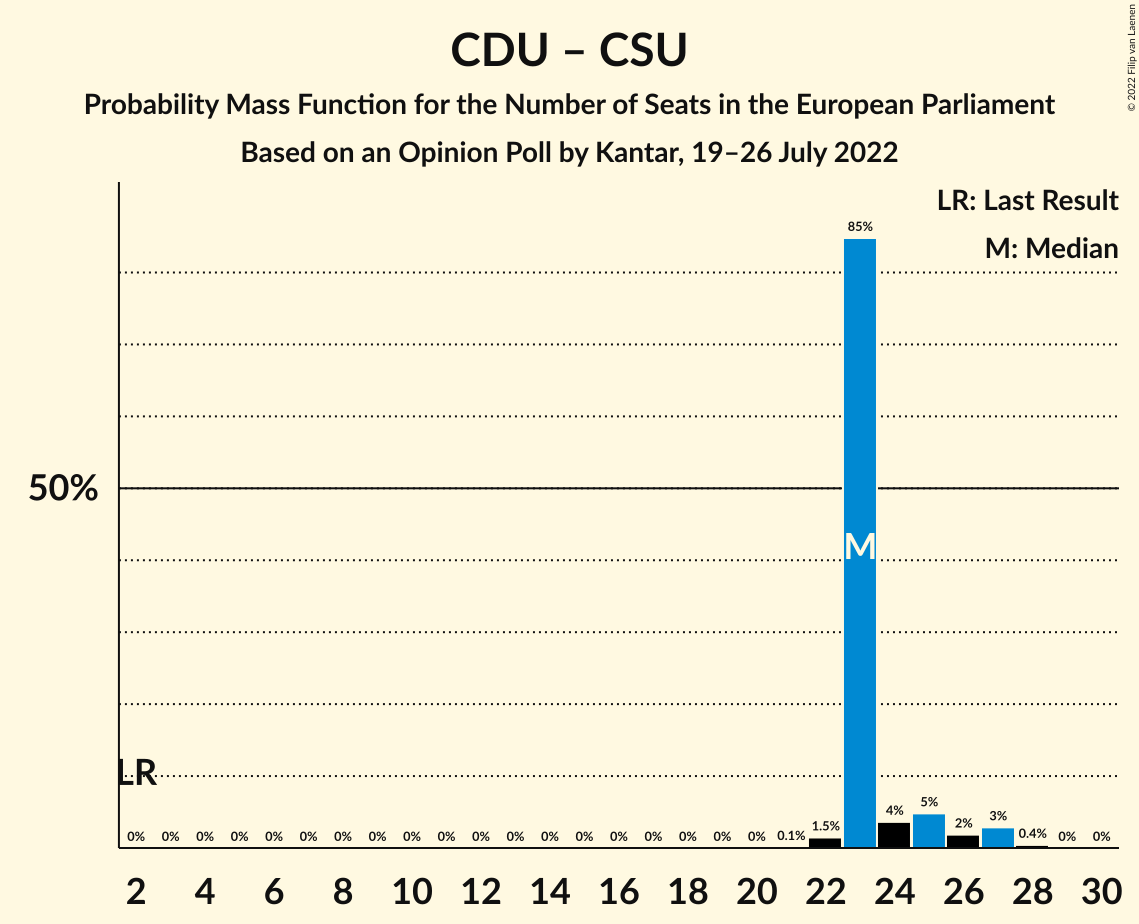 CDU – CSU
Probability Mass Function for the Number of Seats in the European Parliament
Based on an Opinion Poll by Kantar, 19–26 July 2022
© 2022 Filip van Laenen
LR: Last Result
M: Median
85%
50%
M
LR
0% 0% 0% 0% 0% 0% 0% 0% 0% 0% 0% 0% 0% 0% 0% 0% 0% 0% 0% 0.1% 1.5% 4% 5% 2% 3% 0.4% 0% 0%
2 4 6 8 10 12 14 16 18 20 22 24 26 28 30